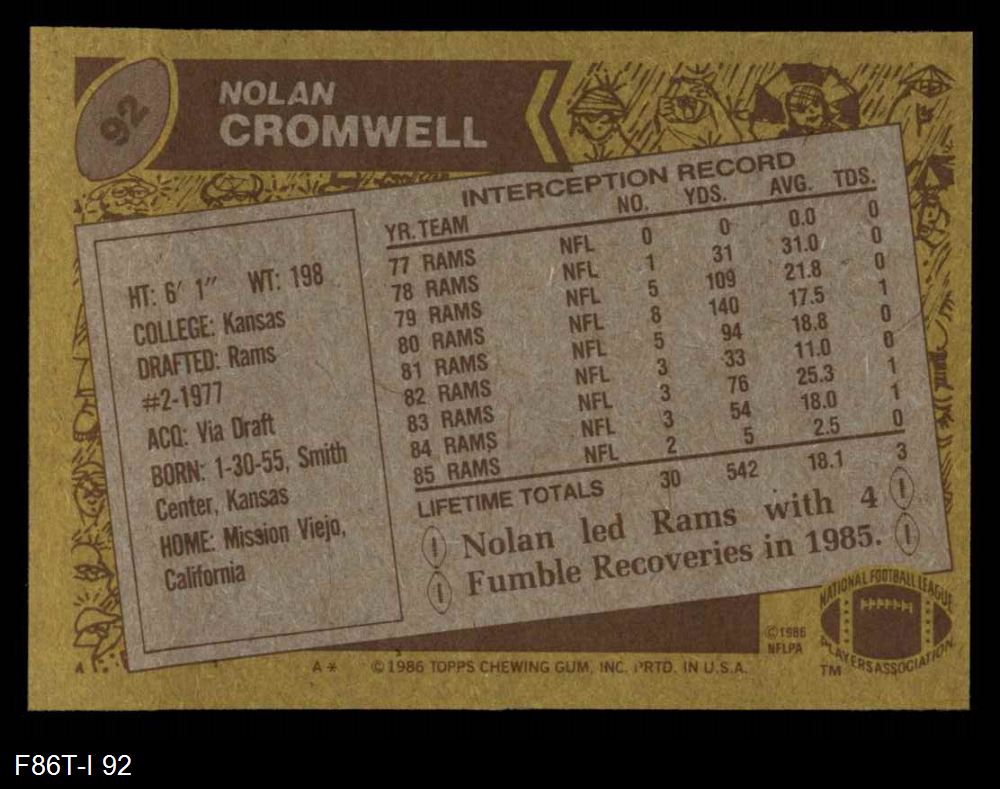 92
NOLAN
CROMWELL
HT: 6′ 1″ WT: 198
COLLEGE: Kansas
DRAFTED: Rams
#2-1977
ACQ: Via Draft
BORN: 1-30-55, Smith
Center, Kansas
HOME: Mission Viejo,
California
INTERCEPTION RECORD
YR. TEAM NO. YDS. AVG. TDS.
77 RAMS NFL 0 0 0.0 0
78 RAMS NFL 1 31 31.0 0
79 RAMS NFL 5 109 21.8 0
80 RAMS NFL 8 140 17.5 1
81 RAMS NFL 5 94 18.8 0
82 RAMS NFL 3 33 11.0 0
83 RAMS NFL 3 76 25.3 1
84 RAMS NFL 3 54 18.0 1
85 RAMS NFL 2 5 2.5 0
LIFETIME TOTALS 30 542 18.1 3
Nolan led Rams with 4
Fumble Recoveries in 1985.
NATIONAL FOOTBALL LEAGUE
PLAYERS ASSOCIATION
TM
©1986
NFLPA
A A* ©1986 TOPPS CHEWING GUM, INC. PRTD. IN U.S.A.
F86T-I 92